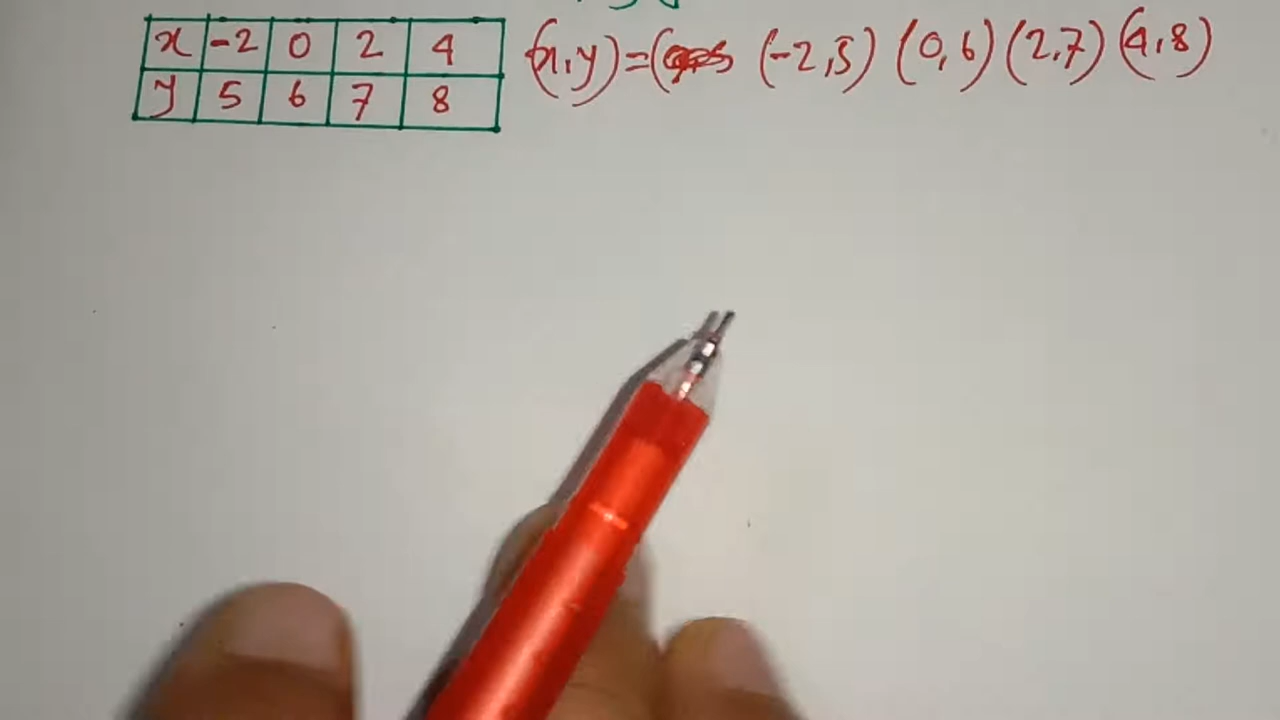 x -2 0 2 4 (x,y)=( (-2,5) (0,6) (2,7) (4,8)
y 5 6 7 8